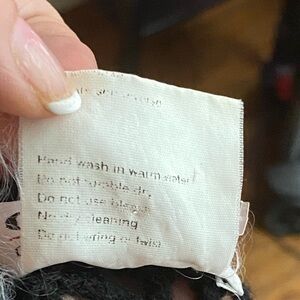 Hand wash in warm water
Do not tumble dry
Do not use bleach
No dry cleaning
Do not wring or twist